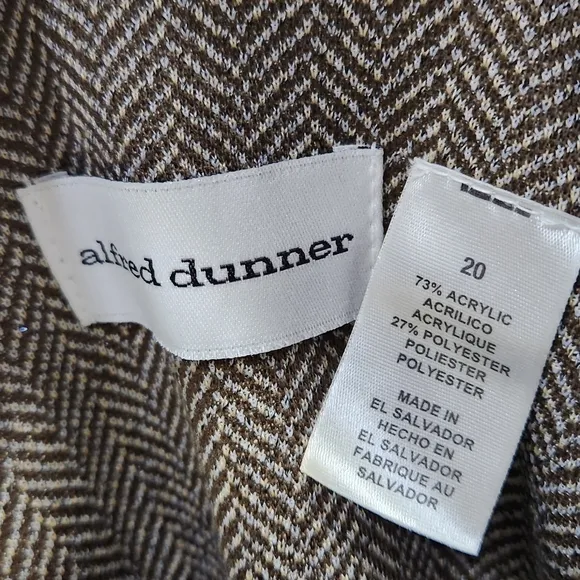 alfred dunner
20
73% ACRYLIC
ACRILICO
ACRYLIQUE
27% POLYESTER
POLIESTER
POLYESTER
MADE IN
EL SALVADOR
HECHO EN
EL SALVADOR
FABRIQUE AU
SALVADOR